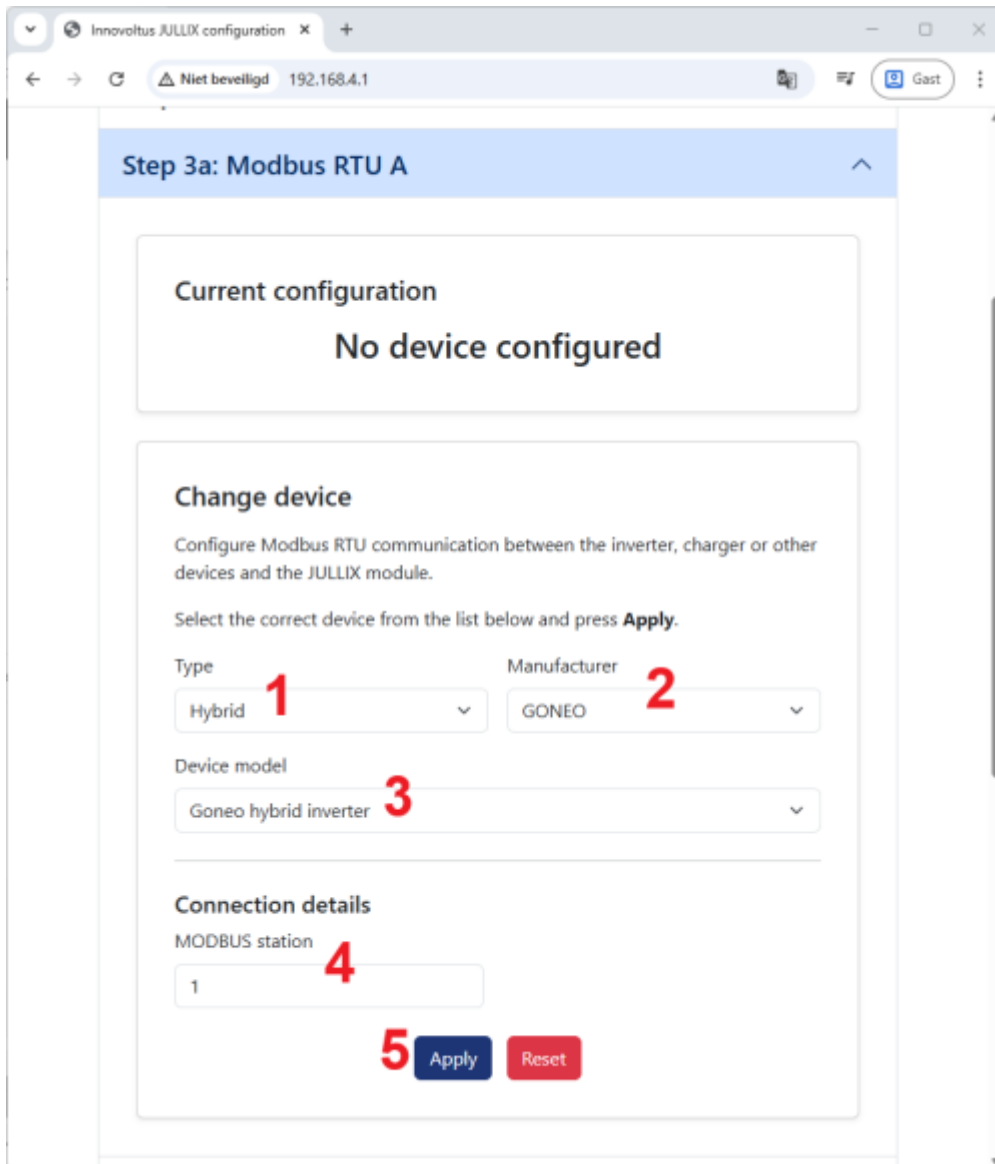 Innovoltus JULLIX configuration
Niet beveiligd 192.168.4.1 Gast
Step 3a: Modbus RTU A
Current configuration
No device configured
Change device
Configure Modbus RTU communication between the inverter, charger or other
devices and the JULLIX module.
Select the correct device from the list below and press Apply.
Type Manufacturer
Hybrid 1 GONEO 2
Device model
Goneo hybrid inverter 3
Connection details
MODBUS station 4
1
5 Apply Reset